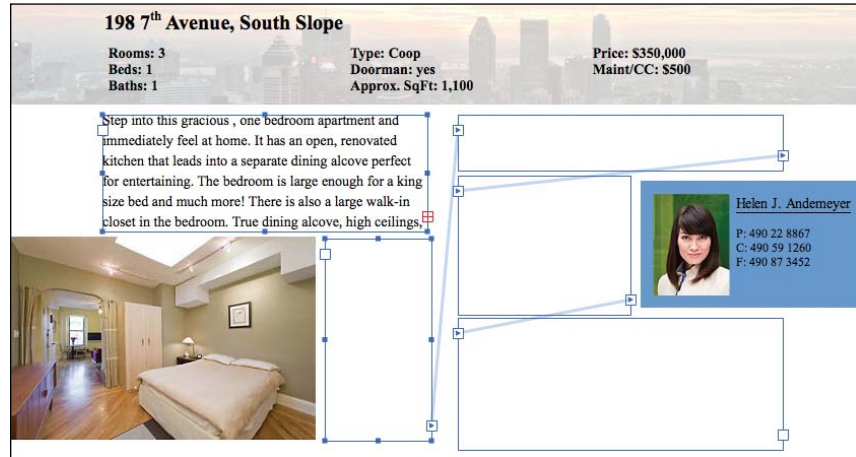 198 7th Avenue, South Slope
Rooms: 3
Beds: 1
Baths: 1
Type: Coop
Doorman: yes
Approx. SqFt: 1,100
Price: $350,000
Maint/CC: $500
Step into this gracious , one bedroom apartment and
immediately feel at home. It has an open, renovated
kitchen that leads into a separate dining alcove perfect
for entertaining. The bedroom is large enough for a king
size bed and much more! There is also a large walk-in
closet in the bedroom. True dining alcove, high ceilings,
Helen J. Andemeyer
P: 490 22 8867
C: 490 59 1260
F: 490 87 3452